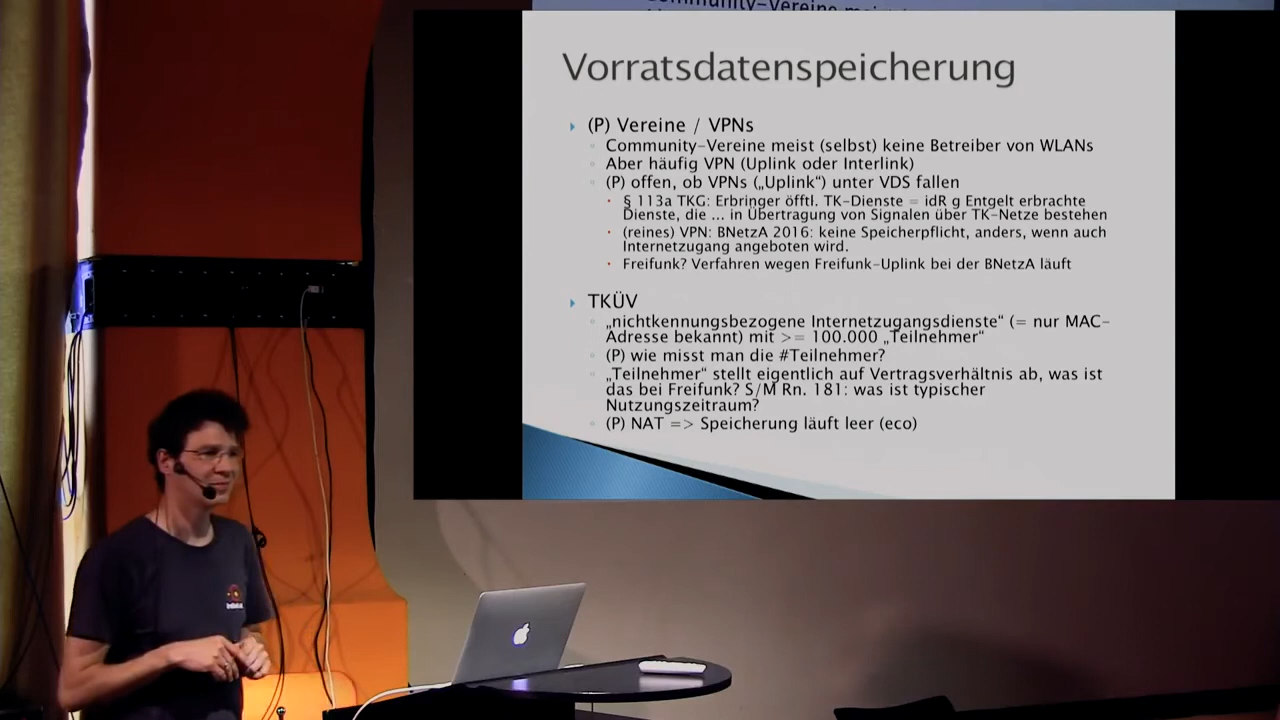 Community-Vereine
Vorratsdatenspeicherung
(P) Vereine / VPNs
Community-Vereine meist (selbst) keine Betreiber von WLANs
Aber häufig VPN (Uplink oder Interlink)
(P) offen, ob VPNs („Uplink“) unter VDS fallen
§ 113a TKG: Erbringer öfftl. TK-Dienste = idR g Entgelt erbrachte
Dienste, die ... in Übertragung von Signalen über TK-Netze bestehen
(reines) VPN: BNetzA 2016: keine Speicherpflicht, anders, wenn auch
Internetzugang angeboten wird.
Freifunk? Verfahren wegen Freifunk-Uplink bei der BNetzA läuft
TKÜV
„nichtkennungsbezogene Internetzugangsdienste“ (= nur MAC-
Adresse bekannt) mit >= 100.000 „Teilnehmer“
(P) wie misst man die #Teilnehmer?
„Teilnehmer“ stellt eigentlich auf Vertragsverhältnis ab, was ist
das bei Freifunk? S/M Rn. 181: was ist typischer
Nutzungszeitraum?
(P) NAT => Speicherung läuft leer (eco)